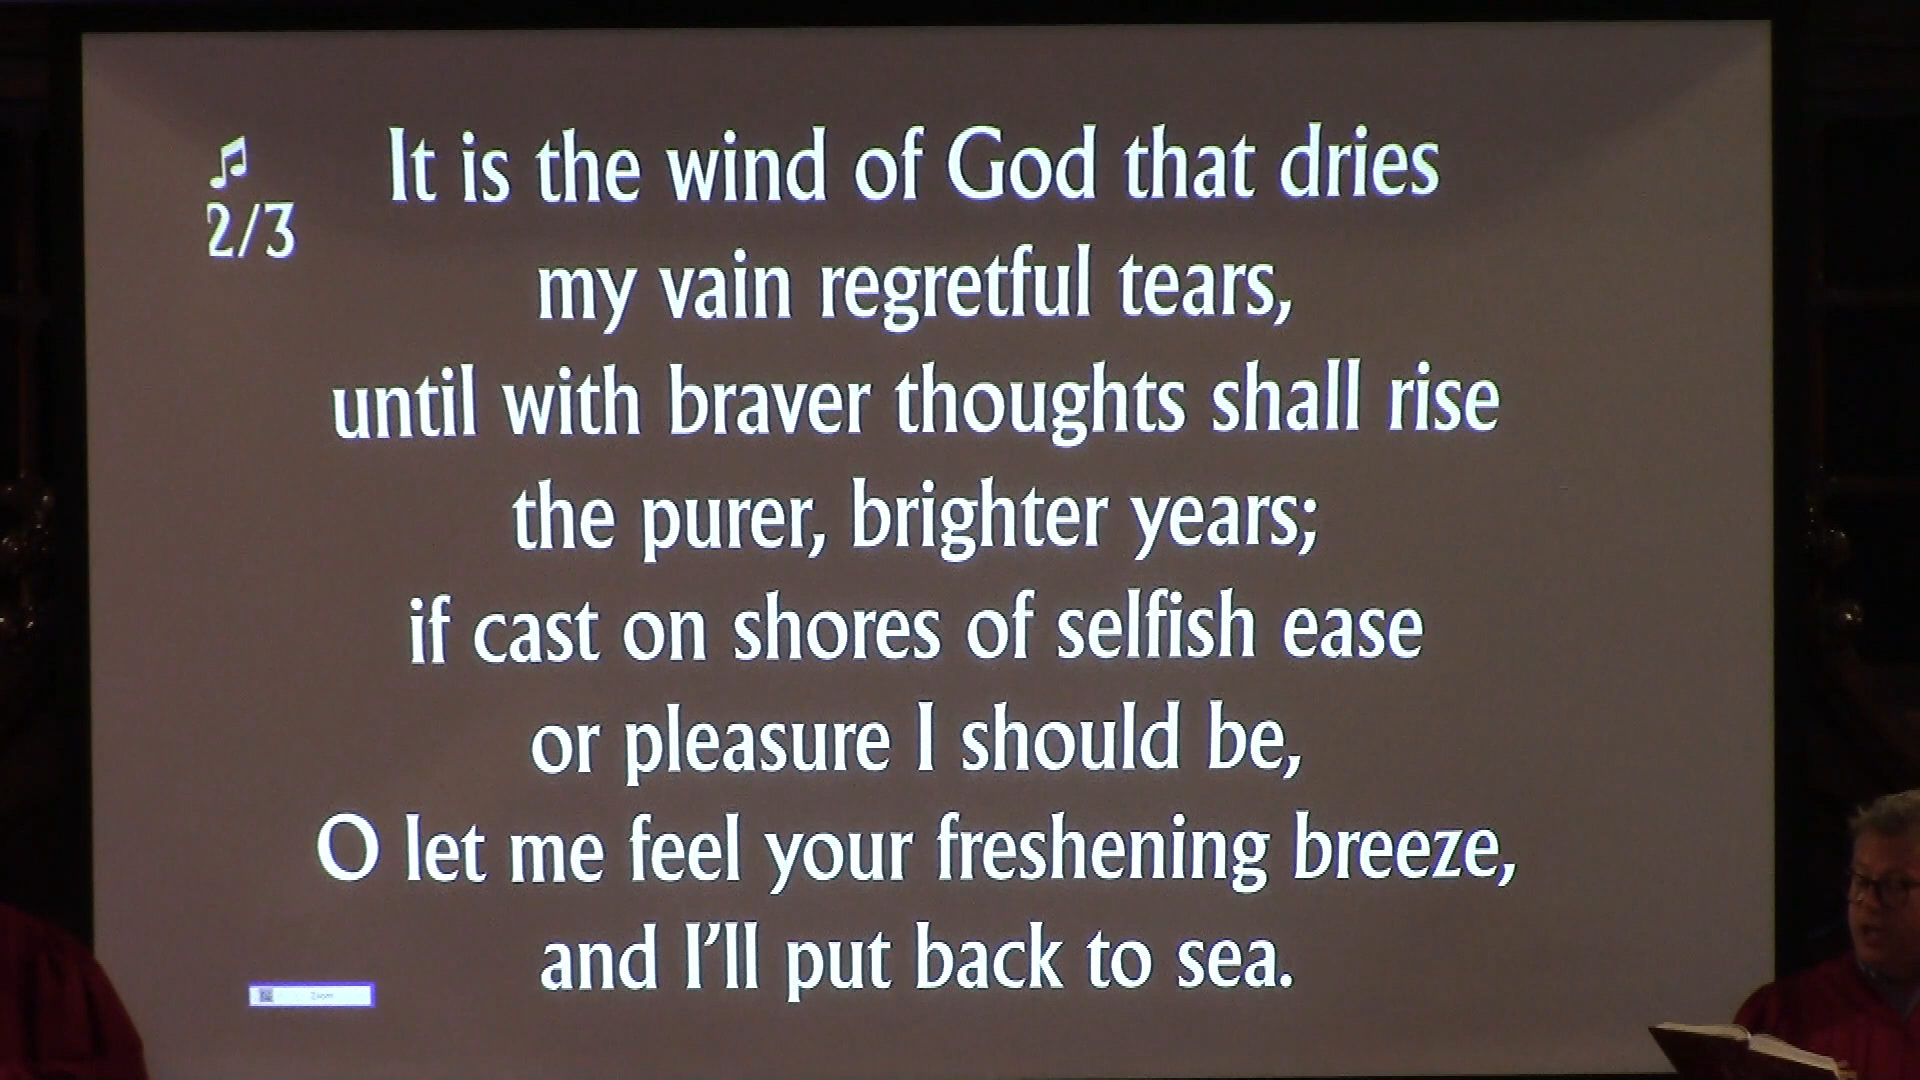 ♫
2/3
It is the wind of God that dries
my vain regretful tears,
until with braver thoughts shall rise
the purer, brighter years;
if cast on shores of selfish ease
or pleasure I should be,
O let me feel your freshening breeze,
and I’ll put back to sea.
Zoom